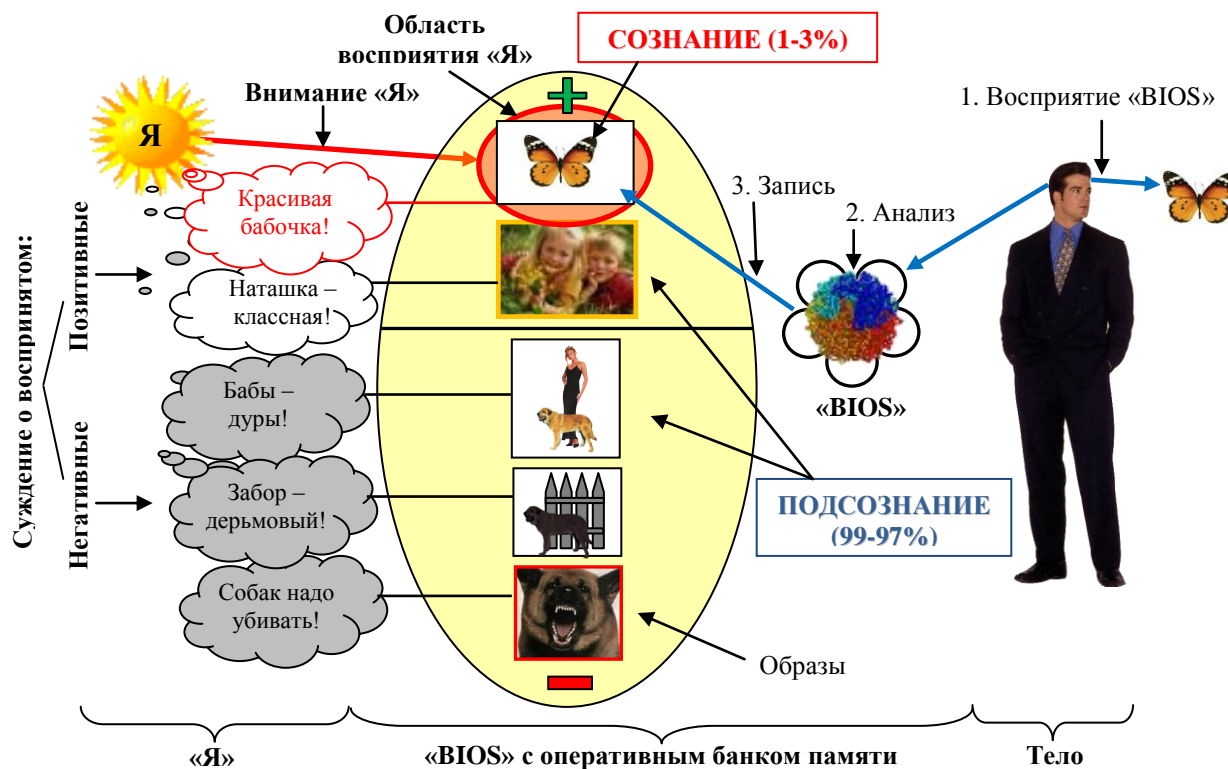 Область
восприятия «Я»
СОЗНАНИЕ (1-3%)
Внимание «Я»
1. Восприятие «BIOS»
Я
Красивая
бабочка!
3. Запись
2. Анализ
Суждение о воспринятом:
Позитивные
Наташка –
классная!
Бабы –
дуры!
«BIOS»
Негативные
Забор –
дерьмовый!
ПОДСОЗНАНИЕ
(99-97%)
Собак надо
убивать!
Образы
«Я»
«BIOS» с оперативным банком памяти
Тело